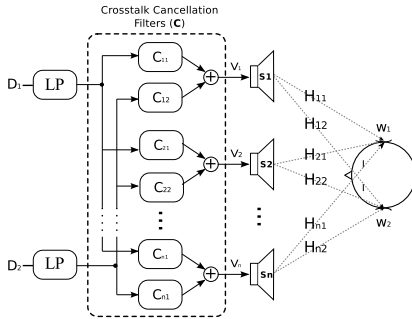 Crosstalk Cancellation
Filters (C)
D1
LP
C11
C12
V1
S1
H11
H12
w1
C21
C22
V2
S2
H21
H22
w2
D2
LP
Cn1
Cn1
Vn
Sn
Hn1
Hn2